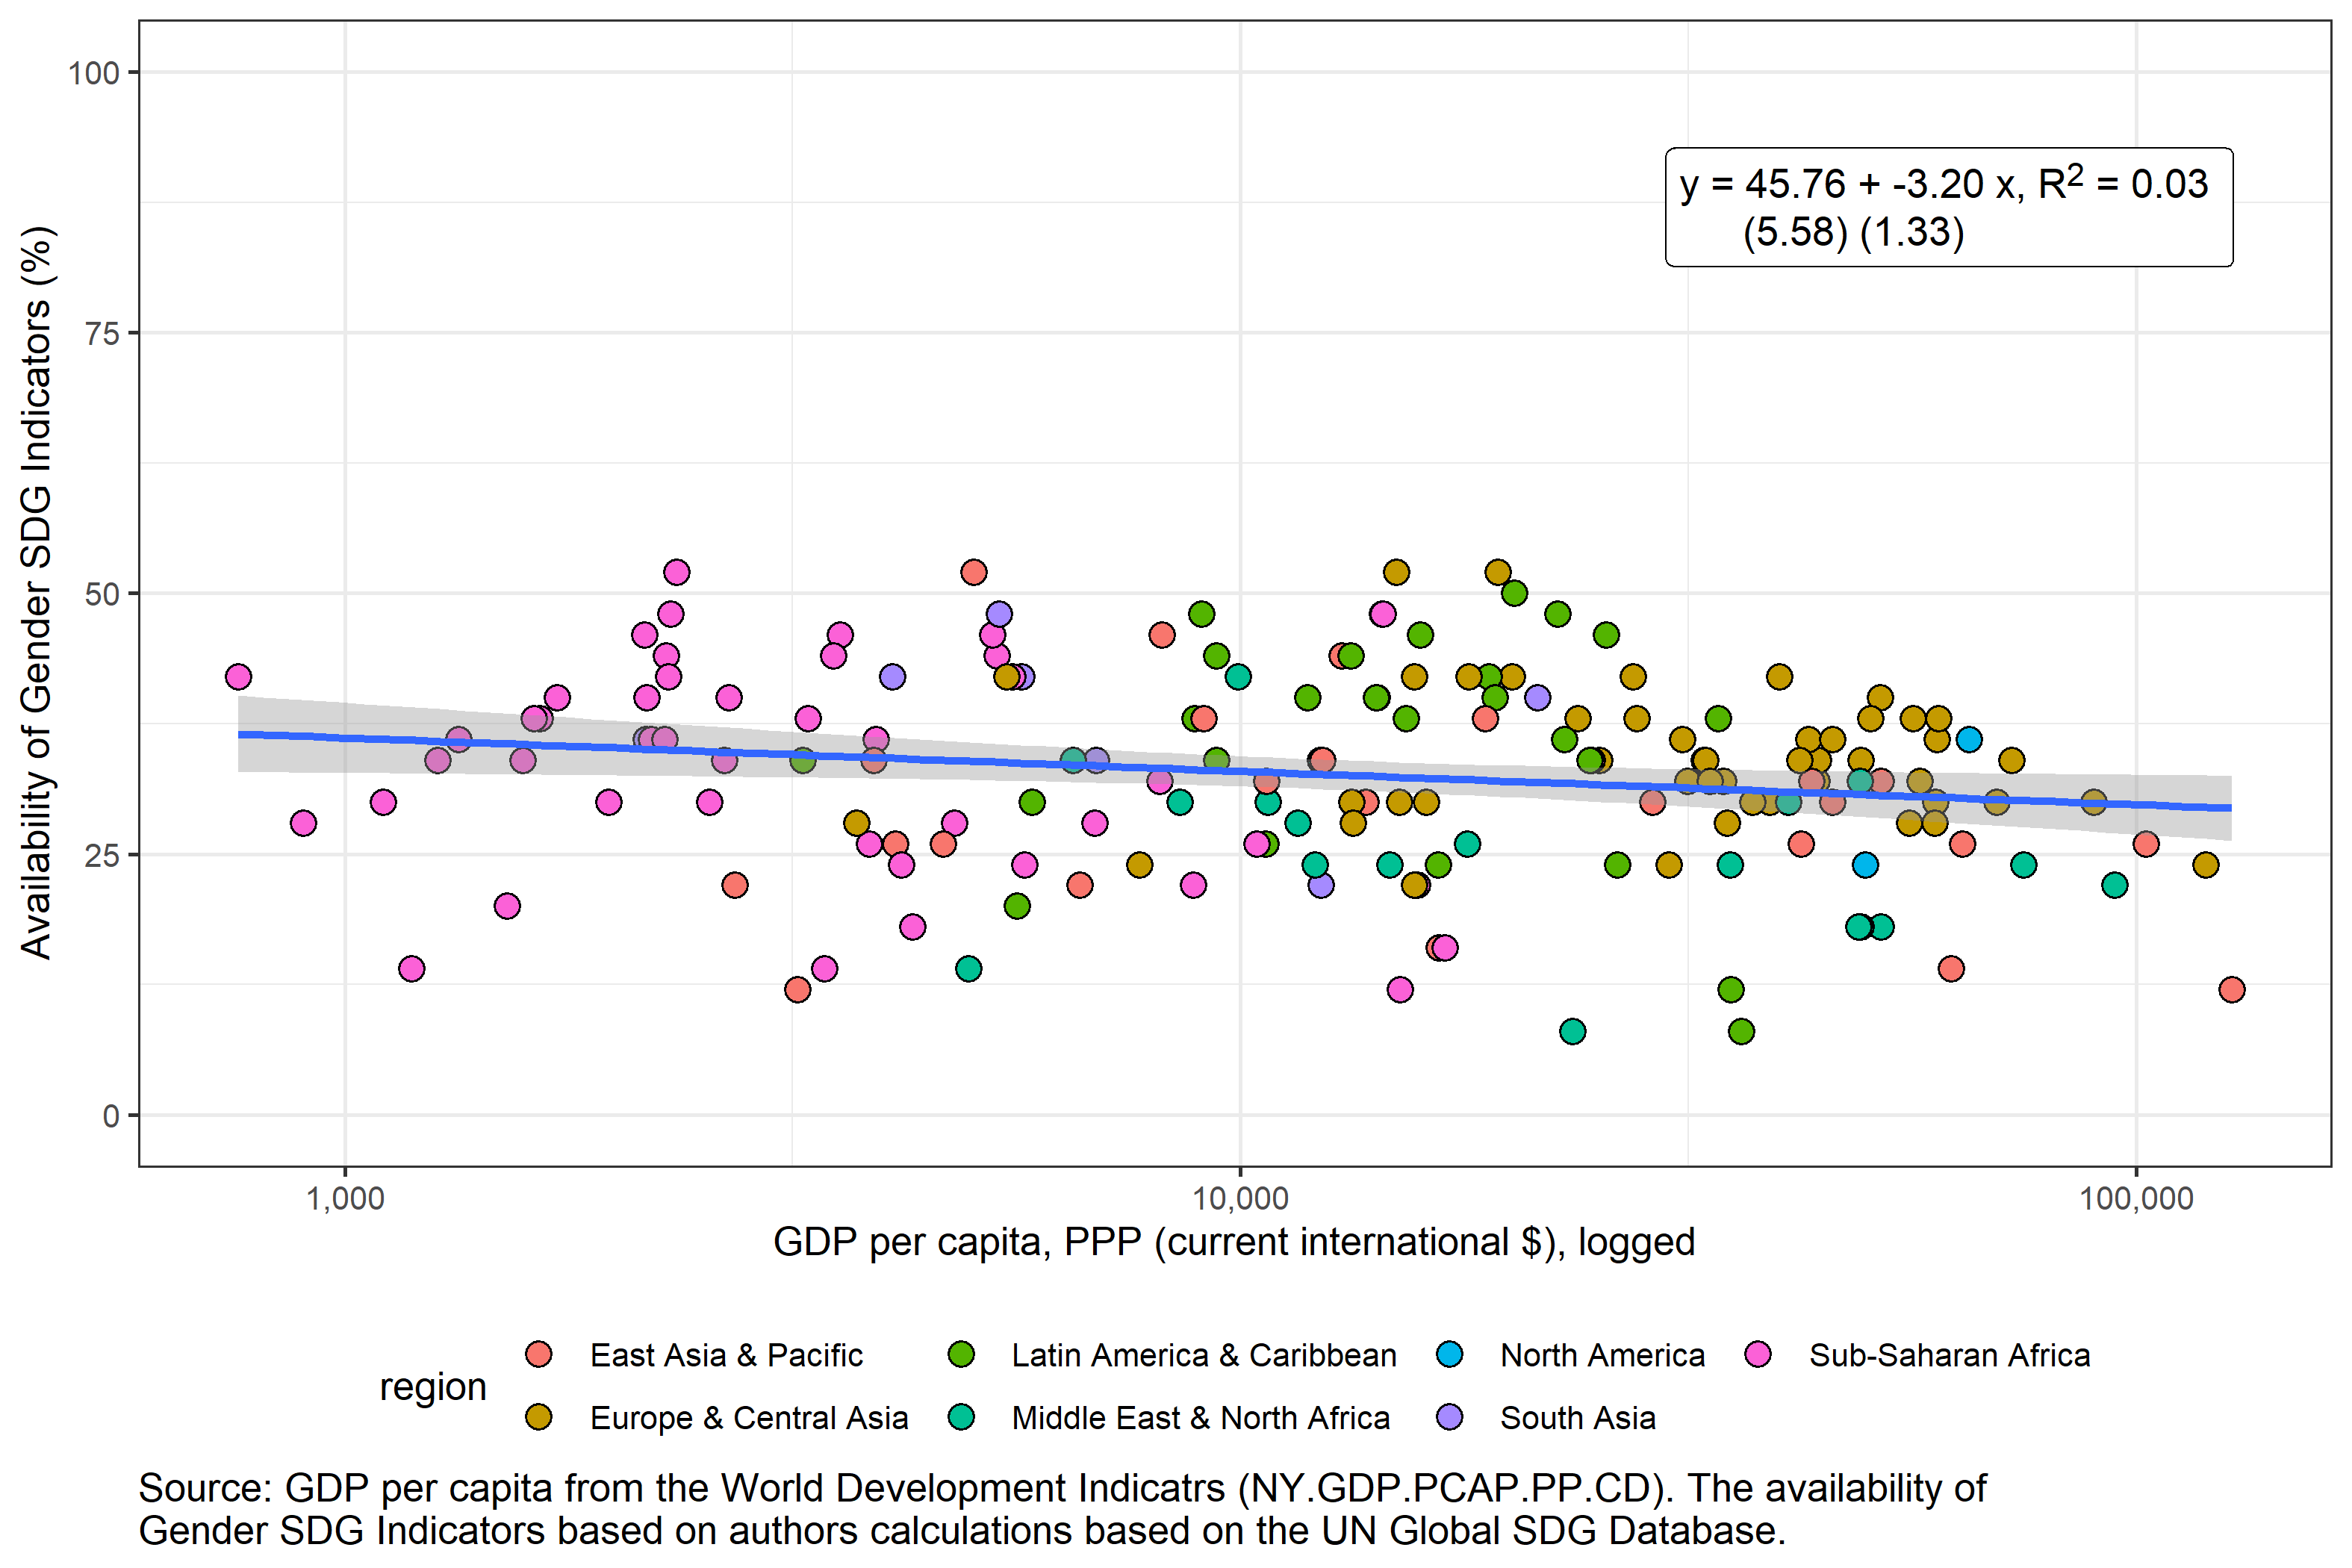 100
75
50
25
0
Availability of Gender SDG Indicators (%)
y = 45.76 + -3.20 x, R² = 0.03
(5.58) (1.33)
1,000
10,000
100,000
GDP per capita, PPP (current international $), logged
region
East Asia & Pacific
Europe & Central Asia
Latin America & Caribbean
Middle East & North Africa
North America
South Asia
Sub-Saharan Africa
Source: GDP per capita from the World Development Indicatrs (NY.GDP.PCAP.PP.CD). The availability of
Gender SDG Indicators based on authors calculations based on the UN Global SDG Database.